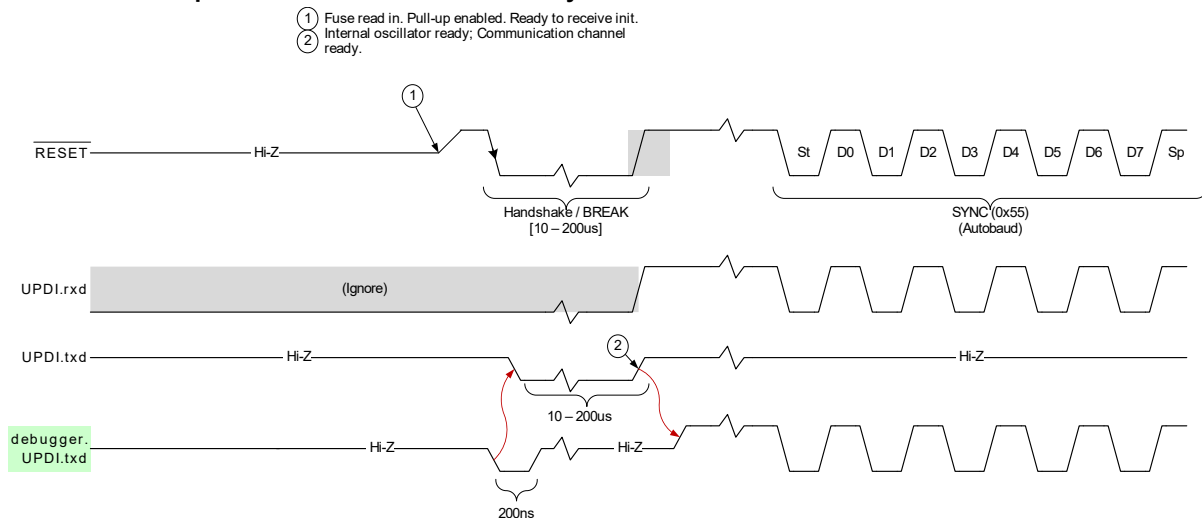 1 Fuse read in. Pull-up enabled. Ready to receive init.
2 Internal oscillator ready; Communication channel
ready.
1
RESET
Hi-Z
St D0 D1 D2 D3 D4 D5 D6 D7 Sp
Handshake / BREAK
[10 – 200us]
SYNC (0x55)
(Autobaud)
UPDI.rxd
(Ignore)
UPDI.txd
Hi-Z
2
Hi-Z
10 – 200us
debugger.
UPDI.txd
Hi-Z
Hi-Z
200ns